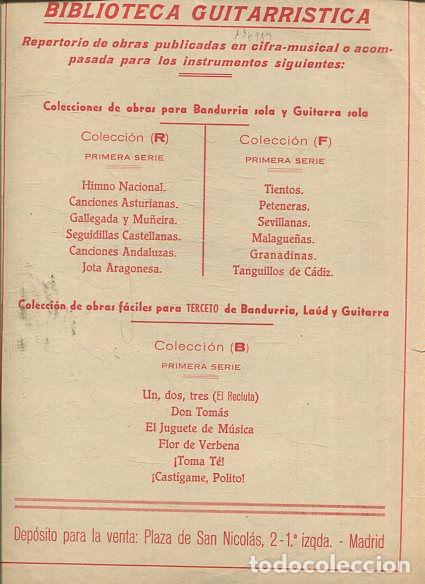 BIBLIOTECA GUITARRISTICA
Repertorio de obras publicadas en cifra-musical o acom-
pasada para los instrumentos siguientes:
Colecciones de obras para Bandurria sola y Guitarra sola
Colección (R)
PRIMERA SERIE
Himno Nacional.
Canciones Asturianas.
Gallegada y Muñeira.
Seguidillas Castellanas.
Canciones Andaluzas.
Jota Aragonesa.
Colección (F)
PRIMERA SERIE
Tientos.
Peteneras.
Sevillanas.
Malagueñas.
Granadinas.
Tanguillos de Cádiz.
Colección de obras fáciles para TERCETO de Bandurria, Laúd y Guitarra
Colección (B)
PRIMERA SERIE
Un, dos, tres (El Recluta)
Don Tomás
El Juguete de Música
Flor de Verbena
¡Toma Té!
¡Castígame, Polito!
Depósito para la venta: Plaza de San Nicolás, 2-1.º izqda. - Madrid
todocoleccion.net